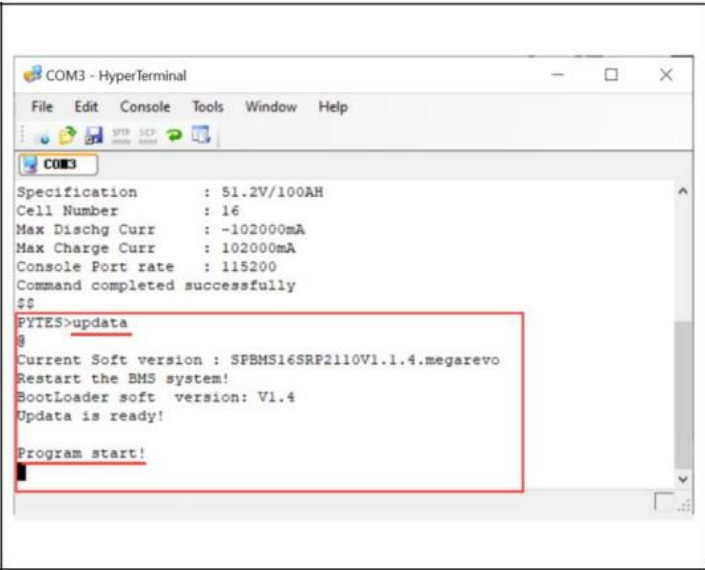 COM3 - HyperTerminal
File Edit Console Tools Window Help
SMTP SCP
COM3
Specification : 51.2V/100AH
Cell Number : 16
Max Dischg Curr : -102000mA
Max Charge Curr : 102000mA
Console Port rate : 115200
Command completed successfully
$$
PYTES>updata
@
Current Soft version : SPBMS16SRP2110V1.1.4.megarevo
Restart the BMS system!
BootLoader soft version: V1.4
Updata is ready!
Program start!